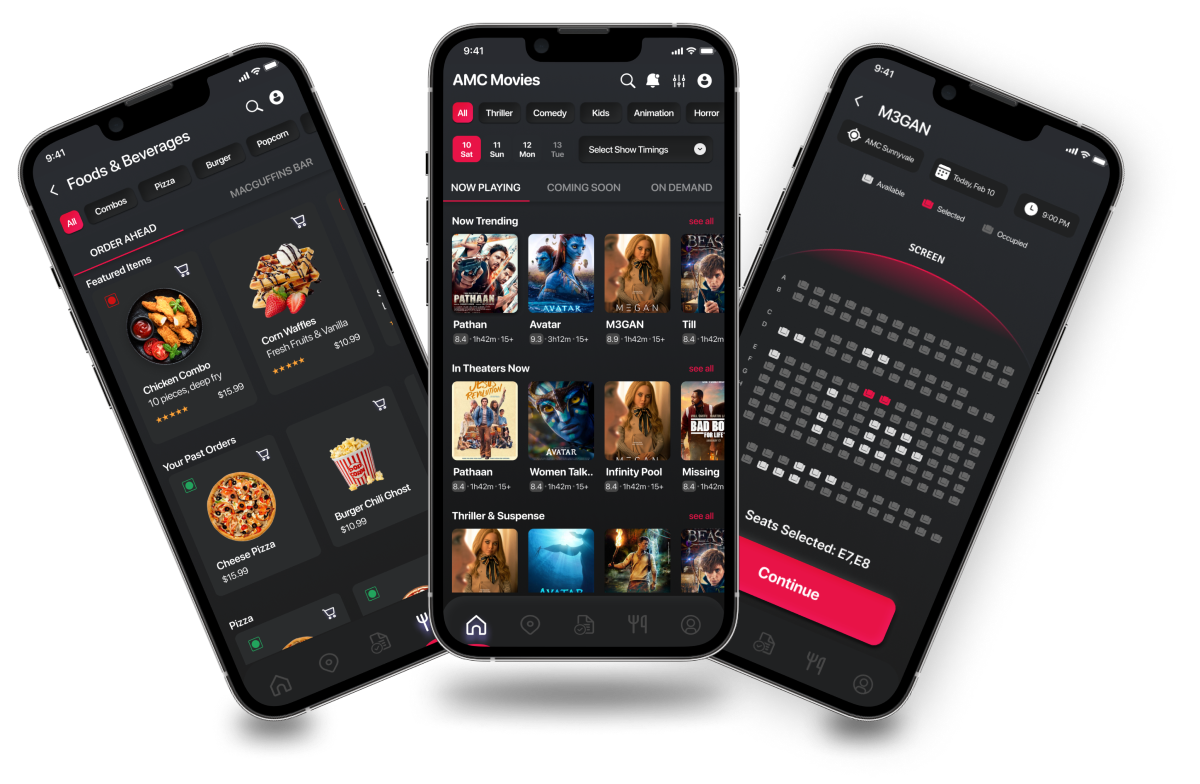 9:41
Foods & Beverages
All
Combos
Pizza
Burger
Popcorn
ORDER AHEAD
MACGUFFINS BAR
Featured Items
Chicken Combo
10 pieces, deep fry
$15.99
Corn Waffles
Fresh Fruits & Vanilla
$10.99
Your Past Orders
Cheese Pizza
$15.99
Burger Chili Ghost
$10.99
Pizza
9:41
AMC Movies
All
Thriller
Comedy
Kids
Animation
Horror
10
Sat
11
Sun
12
Mon
13
Tue
Select Show Timings
NOW PLAYING
COMING SOON
ON DEMAND
Now Trending
see all
PATHAAN
AVATAR
M3GAN
BEAS
Pathan
Avatar
M3GAN
Till
8.4 · 1h42m · 15+
9.3 · 3h12m · 15+
8.9 · 1h42m · 15+
8.4 · 1h42m
In Theaters Now
see all
JESUS
REVOLUTION
AVATAR
M3GAN
BAD BO
FOR LIFE
Pathaan
Women Talk..
Infinity Pool
Missing
8.4 · 1h42m · 15+
8.4 · 1h42m · 15+
8.4 · 1h42m · 15+
8.4 · 1h42m
Thriller & Suspense
see all
AVATAR
BEAS
9:41
M3GAN
AMC Sunnyvale
Today, Feb 10
9:00 PM
Available
Selected
Occupied
SCREEN
A
B
C
D
E
F
G
Seats Selected: E7,E8
Continue